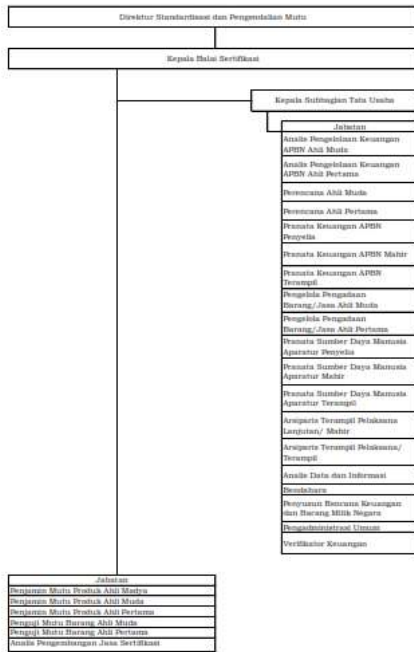 Direktur Standardisasi dan Pengendalian Mutu
Kepala Balai Sertifikasi
Kepala Subbagian Tata Usaha
Jabatan
Analis Pengelolaan Keuangan
APBN Ahli Muda
Analis Pengelolaan Keuangan
APBN Ahli Pertama
Perencana Ahli Muda
Perencana Ahli Pertama
Pranata Keuangan APBN
Penyelia
Pranata Keuangan APBN Mahir
Pranata Keuangan APBN
Terampil
Pengelola Pengadaan
Barang/Jasa Ahli Muda
Pengelola Pengadaan
Barang/Jasa Ahli Pertama
Pranata Sumber Daya Manusia
Aparatur Penyelia
Pranata Sumber Daya Manusia
Aparatur Mahir
Pranata Sumber Daya Manusia
Aparatur Terampil
Arsiparis Terampil Pelaksana
Lanjutan/ Mahir
Arsiparis Terampil Pelaksana/
Terampil
Analis Data dan Informasi
Bendahara
Penyusun Rencana Keuangan
dan Barang Milik Negara
Pengadministrasi Umum
Verifikator Keuangan
Jabatan
Penjamin Mutu Produk Ahli Madya
Penjamin Mutu Produk Ahli Muda
Penjamin Mutu Produk Ahli Pertama
Penguji Mutu Barang Ahli Muda
Penguji Mutu Barang Ahli Pertama
Analis Pengembangan Jasa Sertifikasi